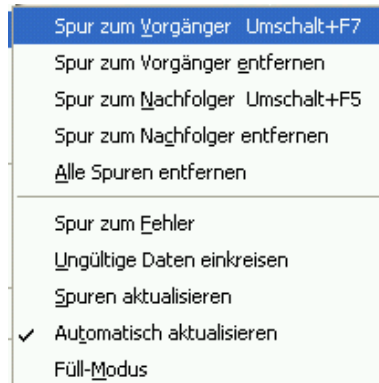 Spur zum Vorgänger Umschalt+F7
Spur zum Vorgänger entfernen
Spur zum Nachfolger Umschalt+F5
Spur zum Nachfolger entfernen
Alle Spuren entfernen
Spur zum Fehler
Ungültige Daten einkreisen
Spuren aktualisieren
Automatisch aktualisieren
Füll-Modus